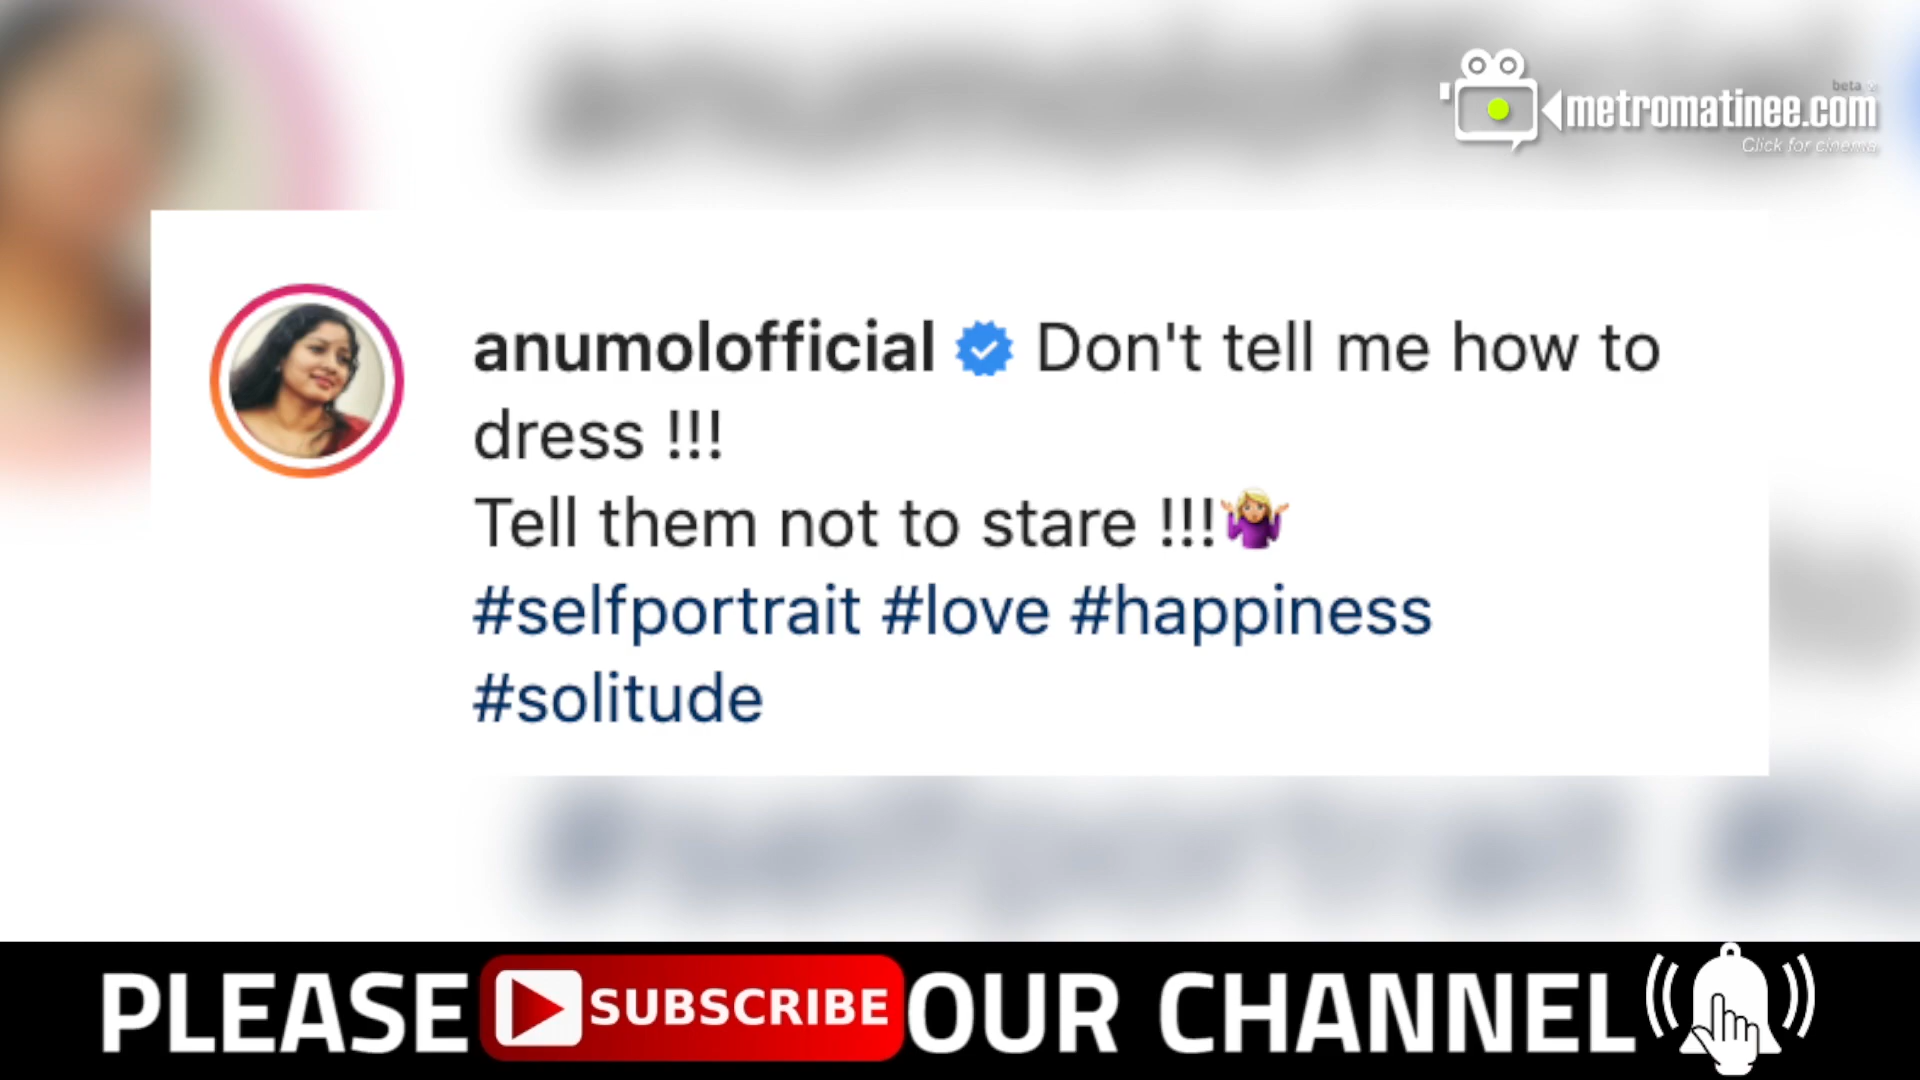 beta
metromatinee.com
Click for cinema
anumolofficial Don't tell me how to
dress !!!
Tell them not to stare !!!🤷🏼‍♀️
#selfportrait #love #happiness
#solitude
PLEASE SUBSCRIBE OUR CHANNEL